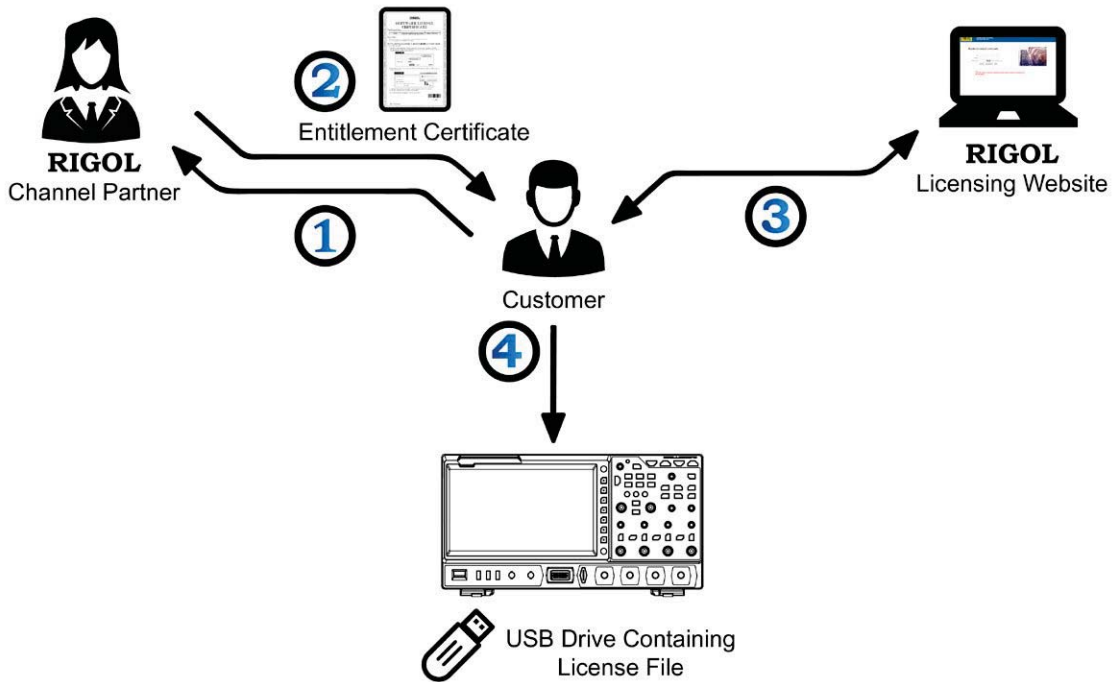 2
Entitlement Certificate
RIGOL
Channel Partner
1
RIGOL
Licensing Website
3
Customer
4
USB Drive Containing
License File